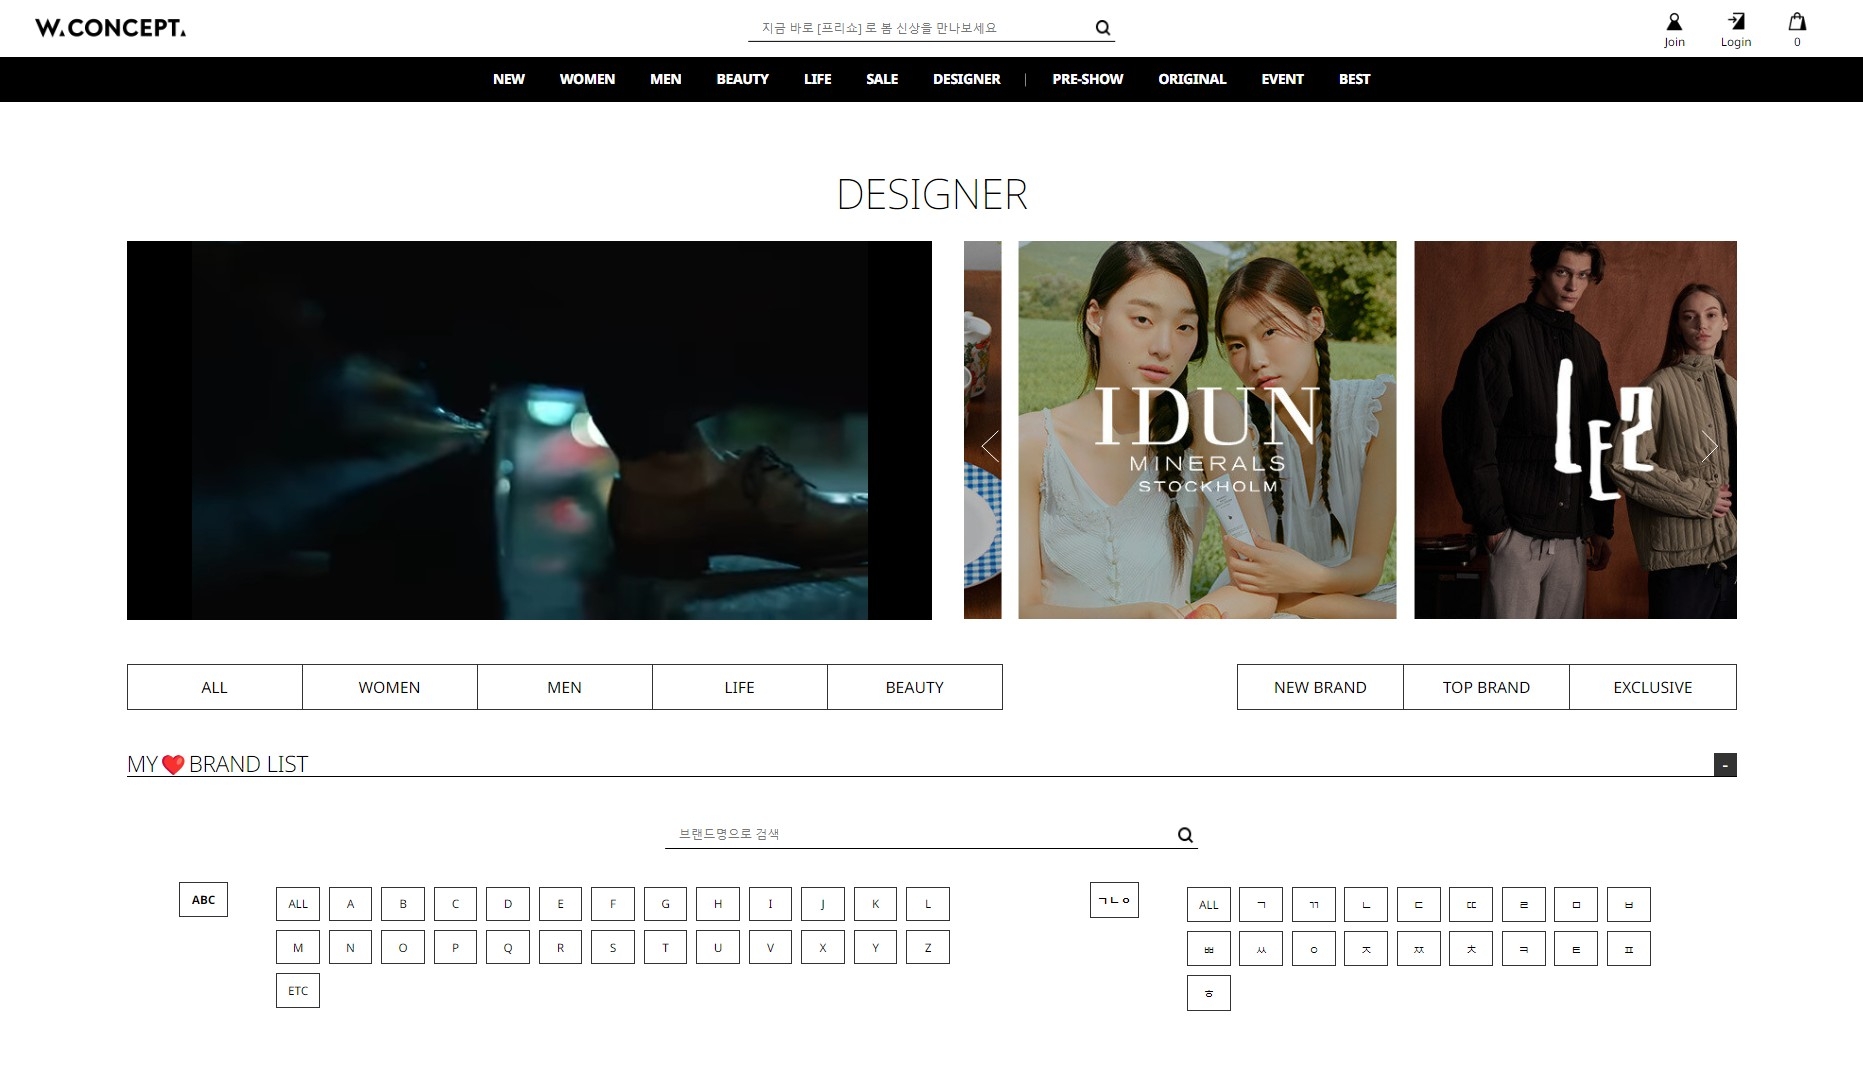 W.CONCEPT.
지금 바로 [프리쇼] 로 봄 신상을 만나보세요
Join
Login
0
NEW WOMEN MEN BEAUTY LIFE SALE DESIGNER | PRE-SHOW ORIGINAL EVENT BEST
DESIGNER
IDUN
MINERALS
STOCKHOLM
LEZ
ALL WOMEN MEN LIFE BEAUTY
NEW BRAND TOP BRAND EXCLUSIVE
MY❤️BRAND LIST
-
브랜드명으로 검색
ABC
ALL A B C D E F G H I J K L
M N O P Q R S T U V X Y Z
ETC
ㄱㄴㅇ
ALL ㄱ ㄲ ㄴ ㄷ ㄸ ㄹ ㅁ ㅂ
ㅃ ㅆ ㅇ ㅈ ㅉ ㅊ ㅋ ㅌ ㅍ
ㅎ